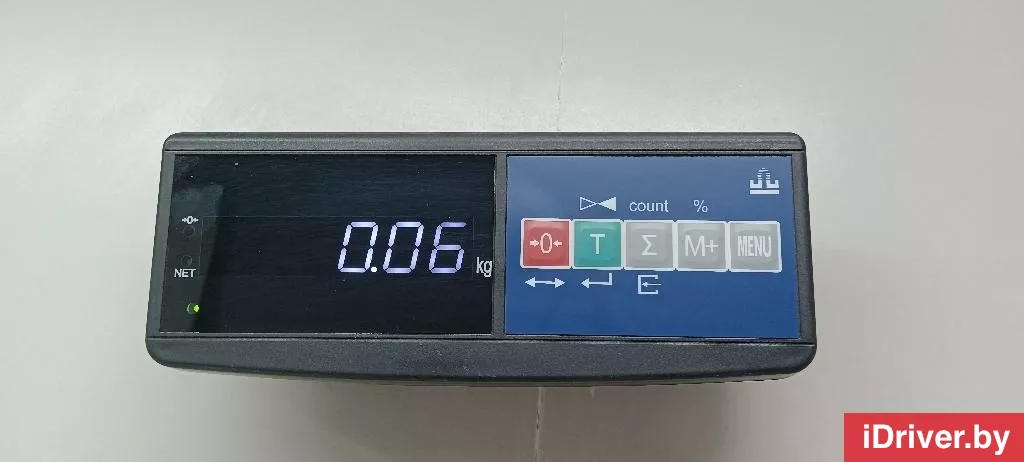 →0←
NET
0.06 kg
count %
→0← T Σ M+ MENU
iDriver.by